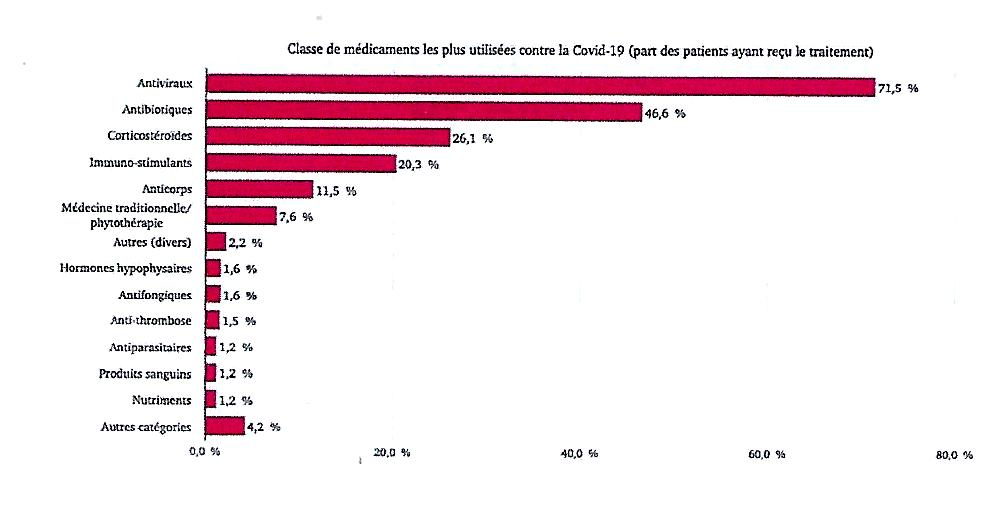 Classe de médicaments les plus utilisées contre la Covid-19 (part des patients ayant reçu le traitement)
Antiviraux 71,5 %
Antibiotiques 46,6 %
Corticostéroïdes 26,1 %
Immuno-stimulants 20,3 %
Anticorps 11,5 %
Médecine traditionnelle/
phytothérapie 7,6 %
Autres (divers) 2,2 %
Hormones hypophysaires 1,6 %
Antifongiques 1,6 %
Anti-thrombose 1,5 %
Antiparasitaires 1,2 %
Produits sanguins 1,2 %
Nutriments 1,2 %
Autres catégories 4,2 %
0,0 % 20,0 % 40,0 % 60,0 % 80,0 %